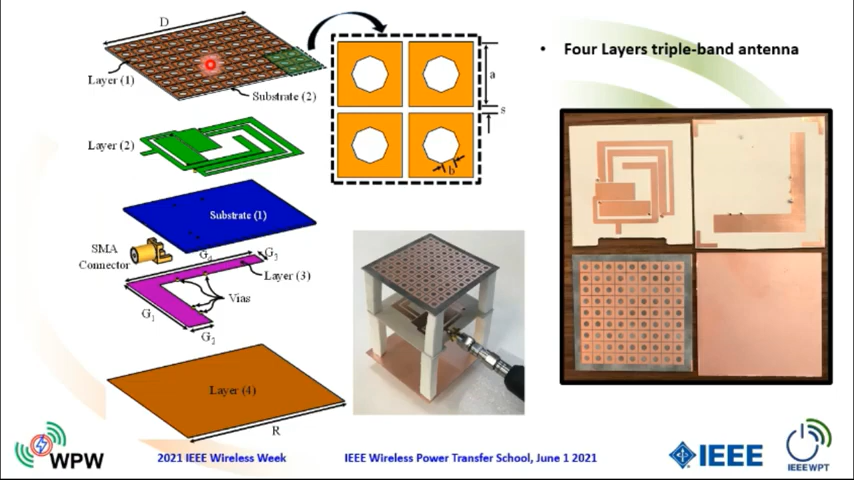 D
Layer (1)
Substrate (2)
a
s
b
• Four Layers triple-band antenna
Layer (2)
Substrate (1)
SMA
Connector
G4
G3
Layer (3)
Vias
G1
G2
Layer (4)
R
WPW
2021 IEEE Wireless Week
IEEE Wireless Power Transfer School, June 1 2021
IEEE
IEEE WPT